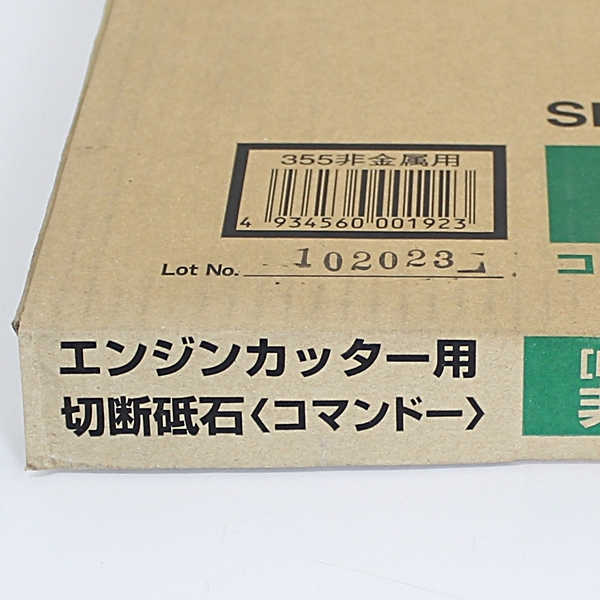 355非金属用
4 934560 001923
Lot No. 102023
コ
エンジンカッター用
切断砥石〈コマンドー〉